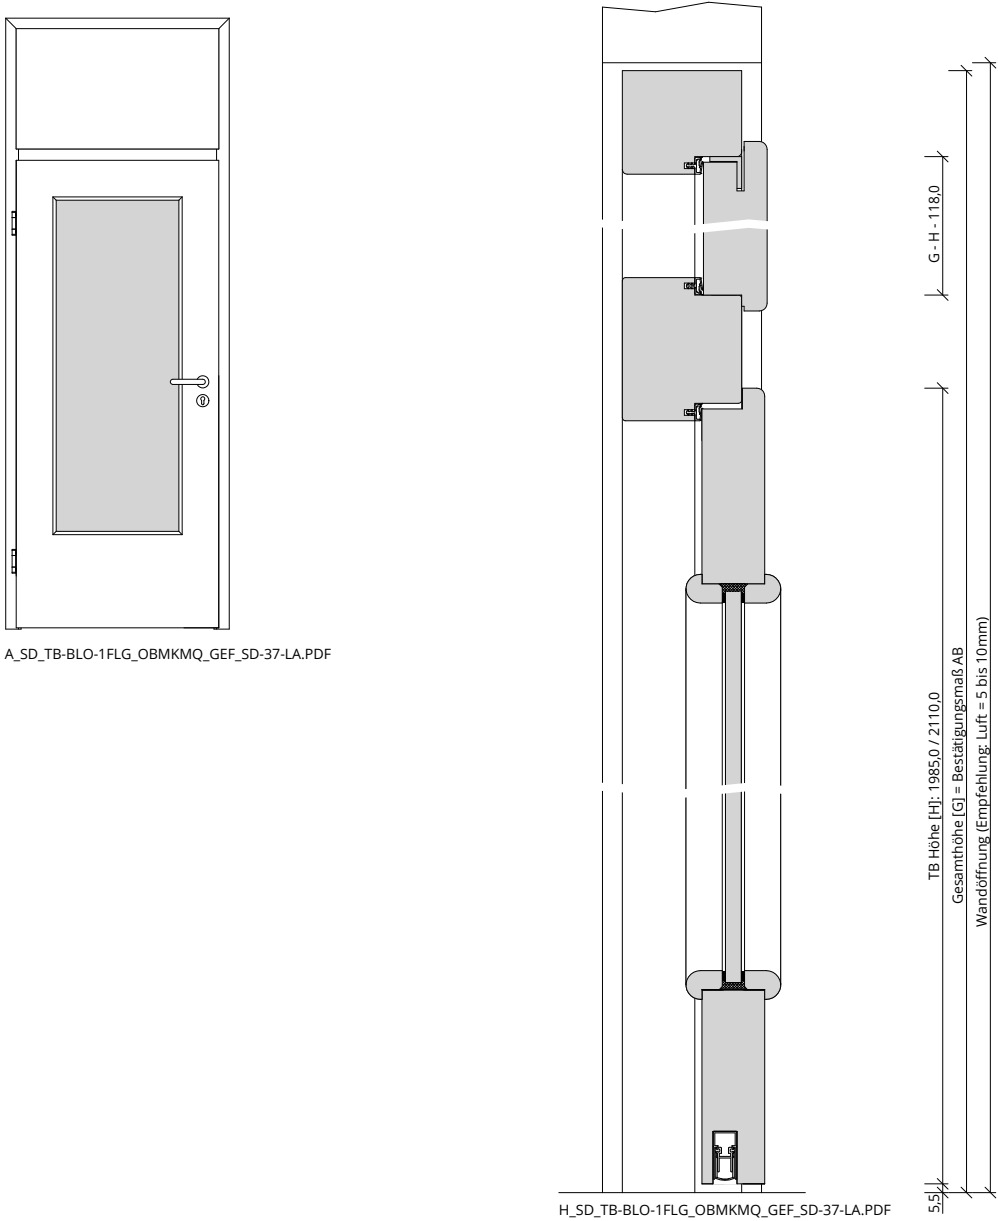 A_SD_TB-BLO-1FLG_OBMKMQ_GEF_SD-37-LA.PDF
G - H - 118,0
TB Höhe [H]: 1985,0 / 2110,0
Gesamthöhe [G] = Bestätigungsmaß AB
Wandöffnung (Empfehlung: Luft = 5 bis 10mm)
5,5
H_SD_TB-BLO-1FLG_OBMKMQ_GEF_SD-37-LA.PDF